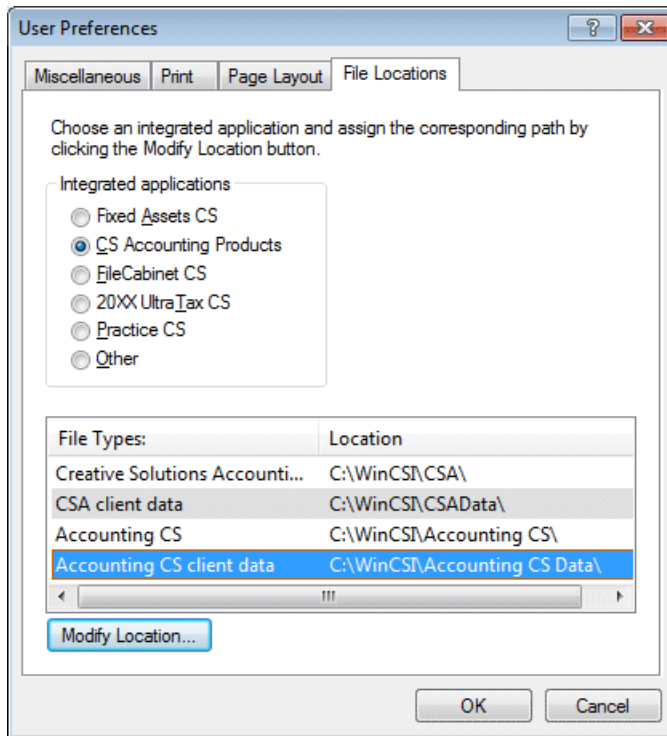 User Preferences
?
Miscellaneous Print Page Layout File Locations
Choose an integrated application and assign the corresponding path by
clicking the Modify Location button.
Integrated applications
Fixed Assets CS
CS Accounting Products
FileCabinet CS
20XX UltraTax CS
Practice CS
Other
File Types: Location
Creative Solutions Accounti... C:\WinCSI\CSA\
CSA client data C:\WinCSI\CSAData\
Accounting CS C:\WinCSI\Accounting CS\
Accounting CS client data C:\WinCSI\Accounting CS Data\
Modify Location...
OK Cancel